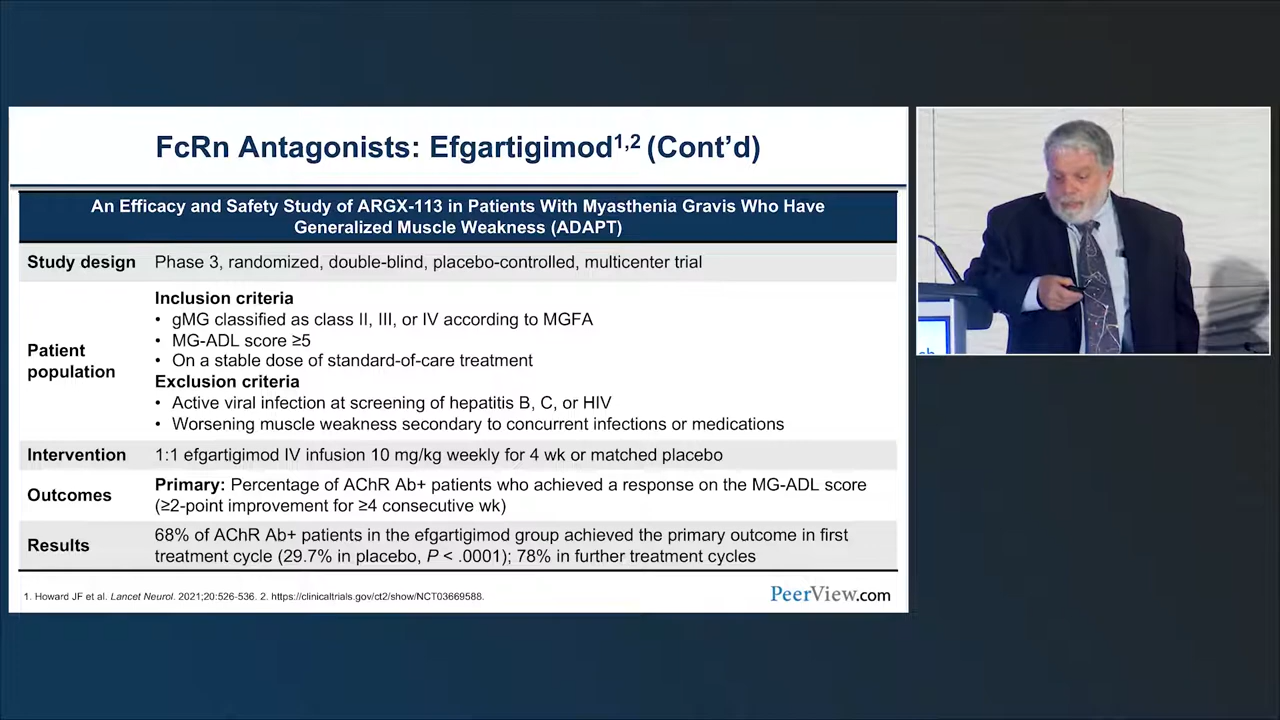 FcRn Antagonists: Efgartigimod1,2 (Cont’d)
An Efficacy and Safety Study of ARGX-113 in Patients With Myasthenia Gravis Who Have
Generalized Muscle Weakness (ADAPT)
Study design
Phase 3, randomized, double-blind, placebo-controlled, multicenter trial
Patient
population
Inclusion criteria
• gMG classified as class II, III, or IV according to MGFA
• MG-ADL score ≥5
• On a stable dose of standard-of-care treatment
Exclusion criteria
• Active viral infection at screening of hepatitis B, C, or HIV
• Worsening muscle weakness secondary to concurrent infections or medications
Intervention
1:1 efgartigimod IV infusion 10 mg/kg weekly for 4 wk or matched placebo
Outcomes
Primary: Percentage of AChR Ab+ patients who achieved a response on the MG-ADL score
(≥2-point improvement for ≥4 consecutive wk)
Results
68% of AChR Ab+ patients in the efgartigimod group achieved the primary outcome in first
treatment cycle (29.7% in placebo, P < .0001); 78% in further treatment cycles
1. Howard JF et al. Lancet Neurol. 2021;20:526-536. 2. https://clinicaltrials.gov/ct2/show/NCT03669588.
PeerView.com